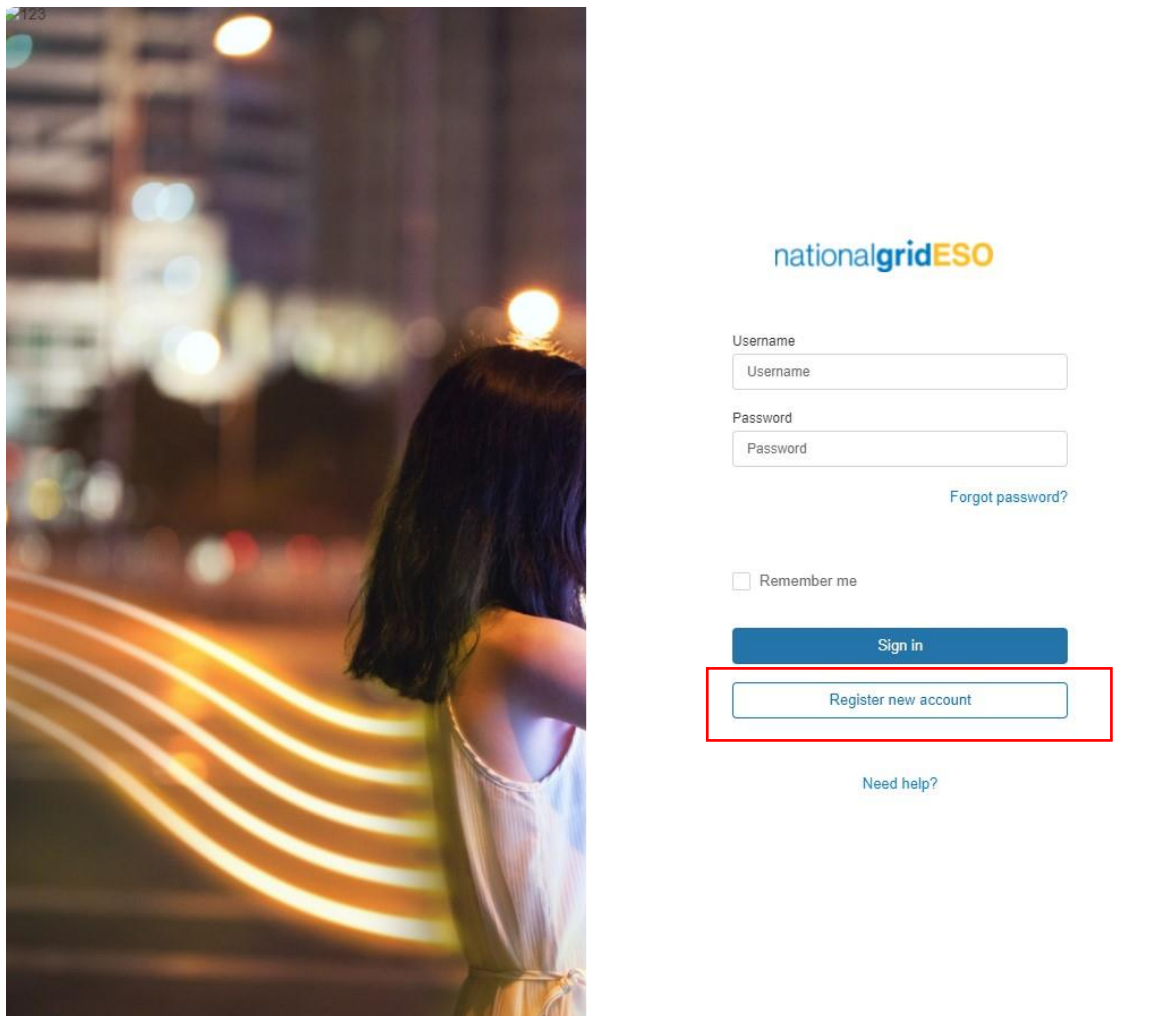 123
nationalgridESO
Username
Username
Password
Password
Forgot password?
Remember me
Sign in
Register new account
Need help?